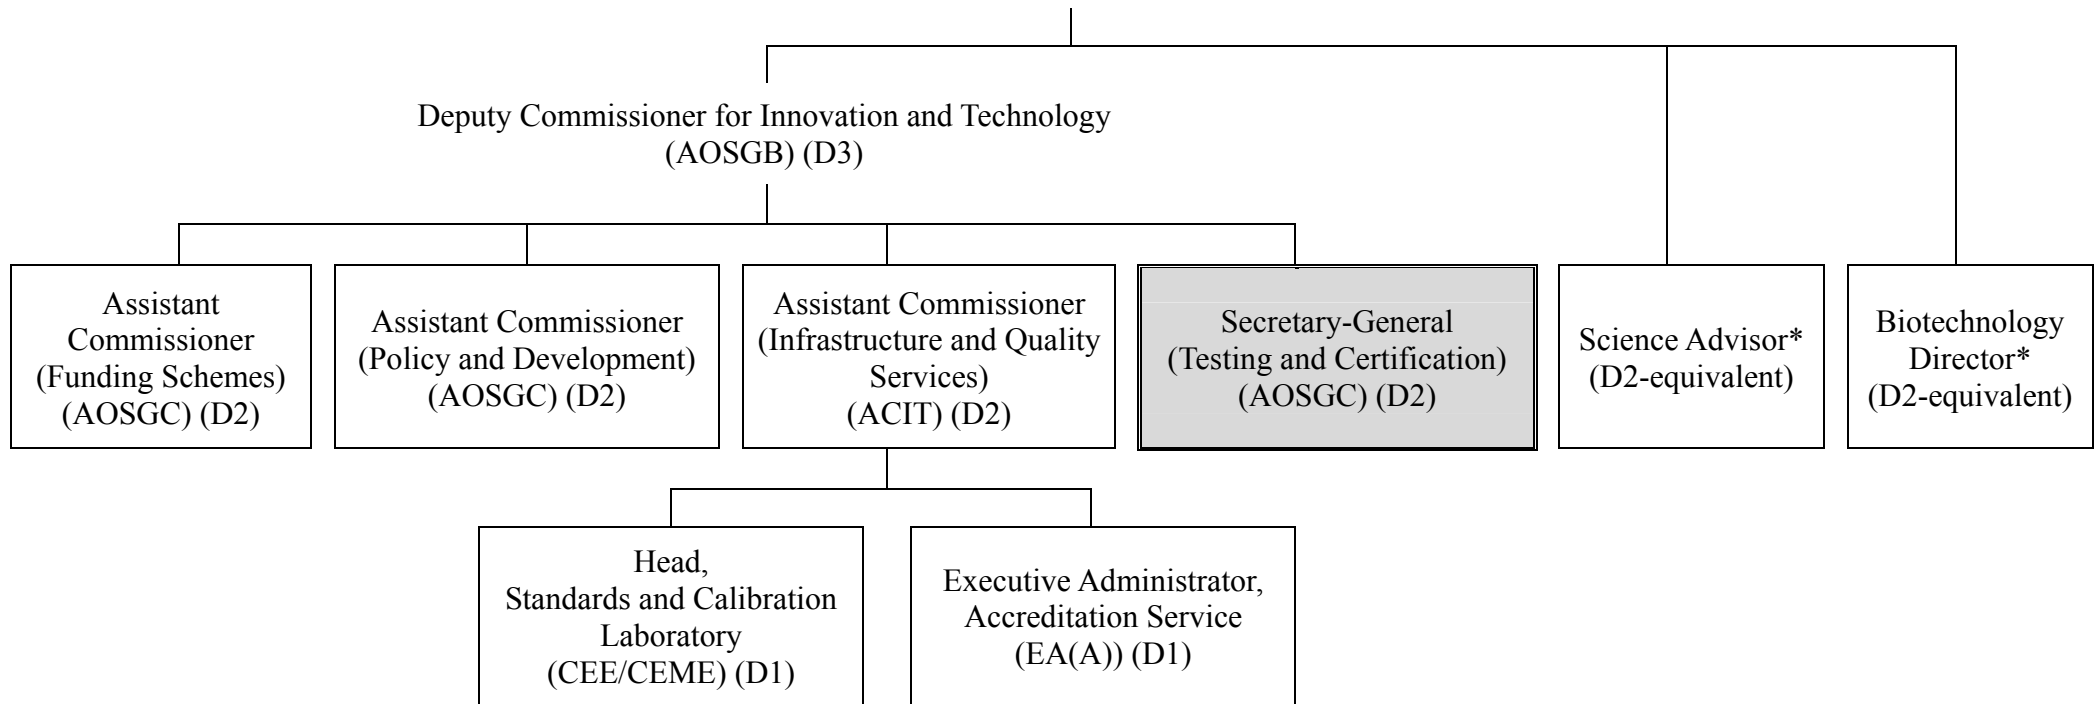 Deputy Commissioner for Innovation and Technology
(AOSGB) (D3)
Assistant
Commissioner
(Funding Schemes)
(AOSGC) (D2)
Assistant Commissioner
(Policy and Development)
(AOSGC) (D2)
Assistant Commissioner
(Infrastructure and Quality
Services)
(ACIT) (D2)
Secretary-General
(Testing and Certification)
(AOSGC) (D2)
Science Advisor*
(D2-equivalent)
Biotechnology
Director*
(D2-equivalent)
Head,
Standards and Calibration
Laboratory
(CEE/CEME) (D1)
Executive Administrator,
Accreditation Service
(EA(A)) (D1)